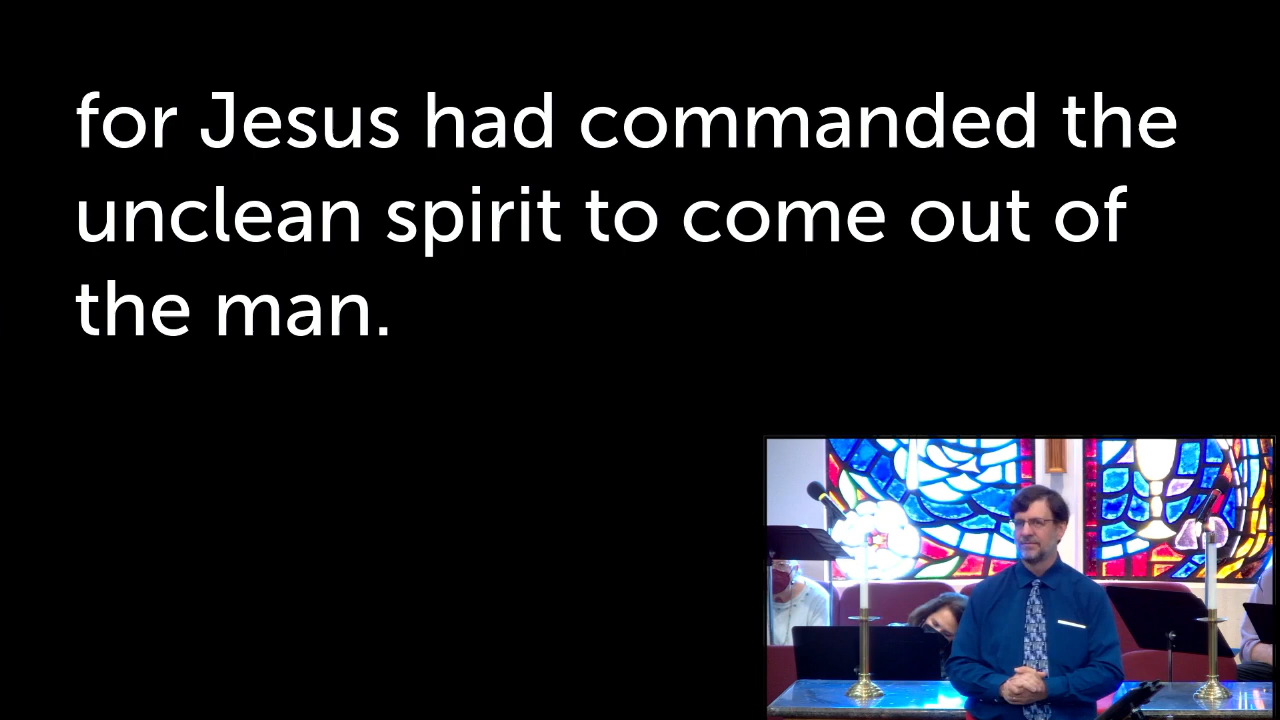 for Jesus had commanded the
unclean spirit to come out of
the man.